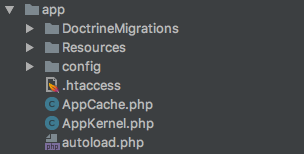 app
DoctrineMigrations
Resources
config
.htaccess
AppCache.php
AppKernel.php
autoload.php